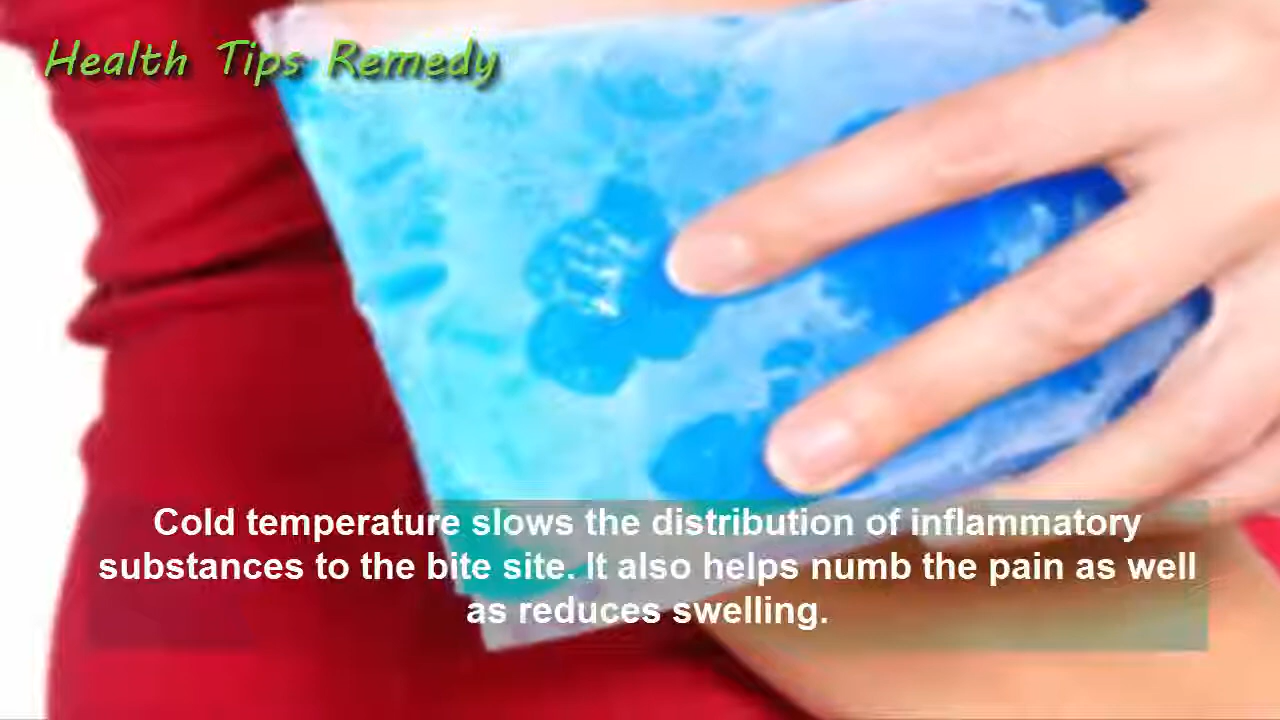 Health Tips Remedy
Cold temperature slows the distribution of inflammatory
substances to the bite site. It also helps numb the pain as well
as reduces swelling.